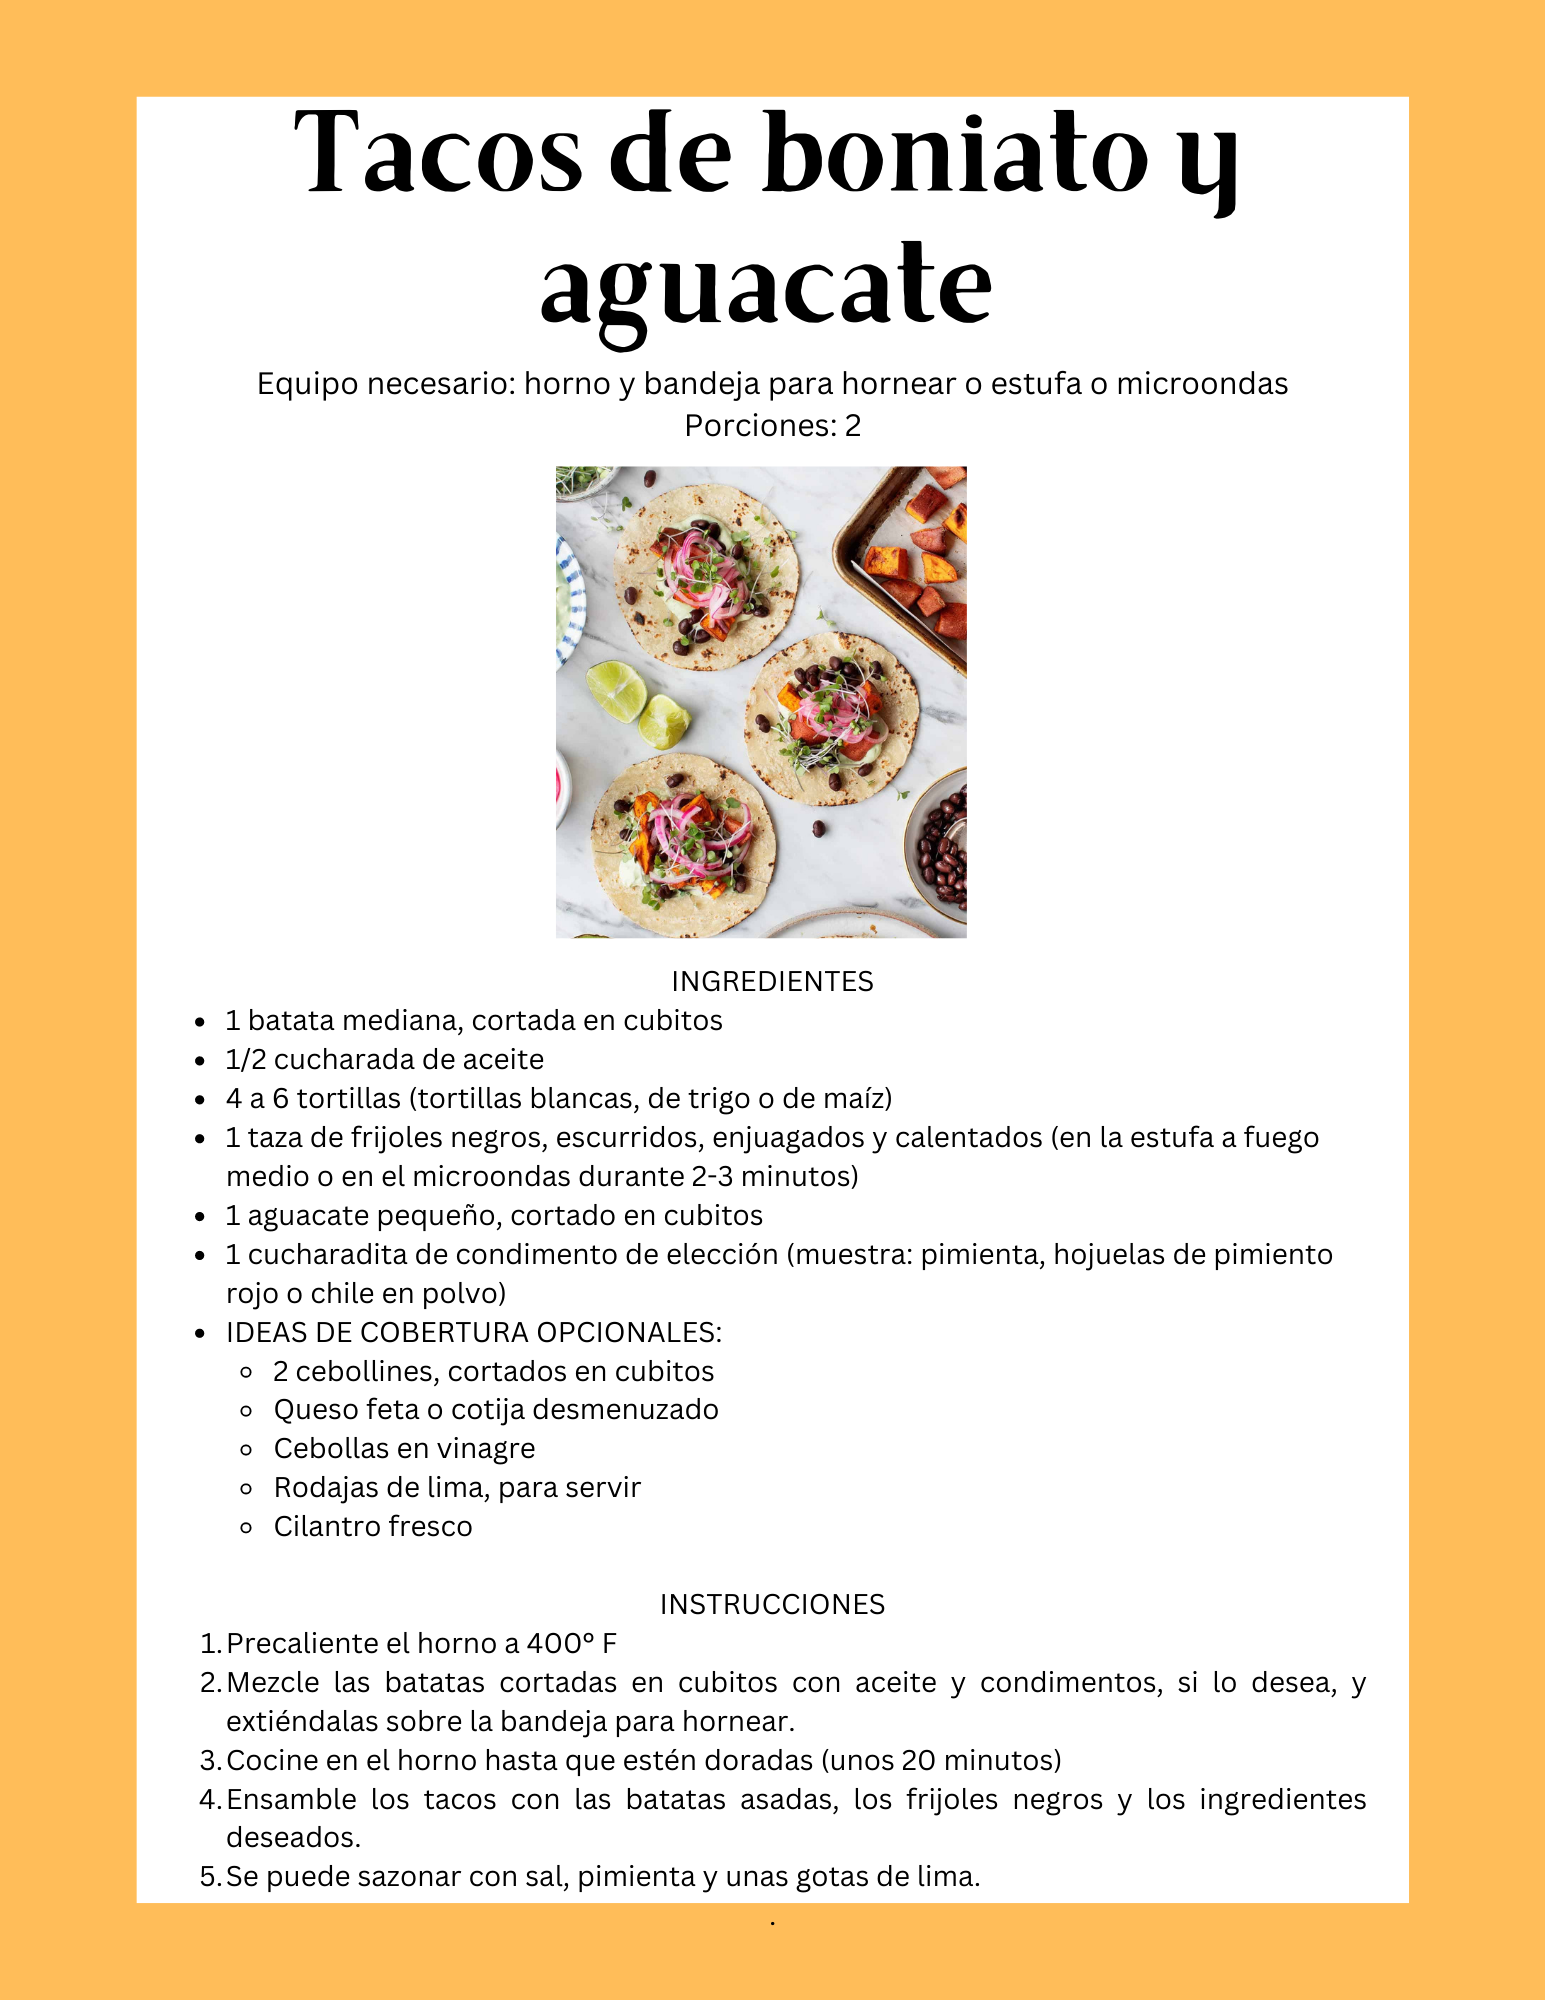 Tacos de boniato y
aguacate
Equipo necesario: horno y bandeja para hornear o estufa o microondas
Porciones: 2
INGREDIENTES
• 1 batata mediana, cortada en cubitos
• 1/2 cucharada de aceite
• 4 a 6 tortillas (tortillas blancas, de trigo o de maíz)
• 1 taza de frijoles negros, escurridos, enjuagados y calentados (en la estufa a fuego
medio o en el microondas durante 2-3 minutos)
• 1 aguacate pequeño, cortado en cubitos
• 1 cucharadita de condimento de elección (muestra: pimienta, hojuelas de pimiento
rojo o chile en polvo)
• IDEAS DE COBERTURA OPCIONALES:
◦ 2 cebollines, cortados en cubitos
◦ Queso feta o cotija desmenuzado
◦ Cebollas en vinagre
◦ Rodajas de lima, para servir
◦ Cilantro fresco
INSTRUCCIONES
1. Precaliente el horno a 400° F
2. Mezcle las batatas cortadas en cubitos con aceite y condimentos, si lo desea, y
extiéndalas sobre la bandeja para hornear.
3. Cocine en el horno hasta que estén doradas (unos 20 minutos)
4. Ensamble los tacos con las batatas asadas, los frijoles negros y los ingredientes
deseados.
5. Se puede sazonar con sal, pimienta y unas gotas de lima.
.